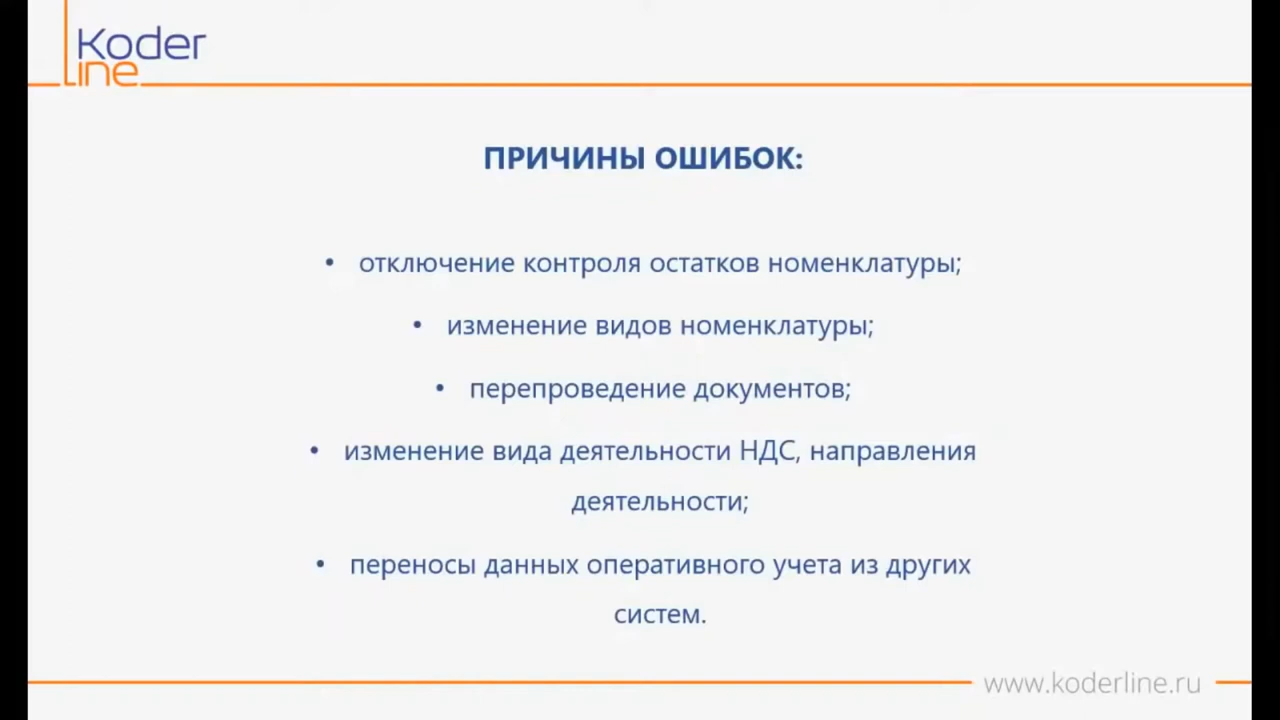 Koder
Line
ПРИЧИНЫ ОШИБОК:
• отключение контроля остатков номенклатуры;
• изменение видов номенклатуры;
• перепроведение документов;
• изменение вида деятельности НДС, направления
деятельности;
• переносы данных оперативного учета из других
систем.
www.koderline.ru